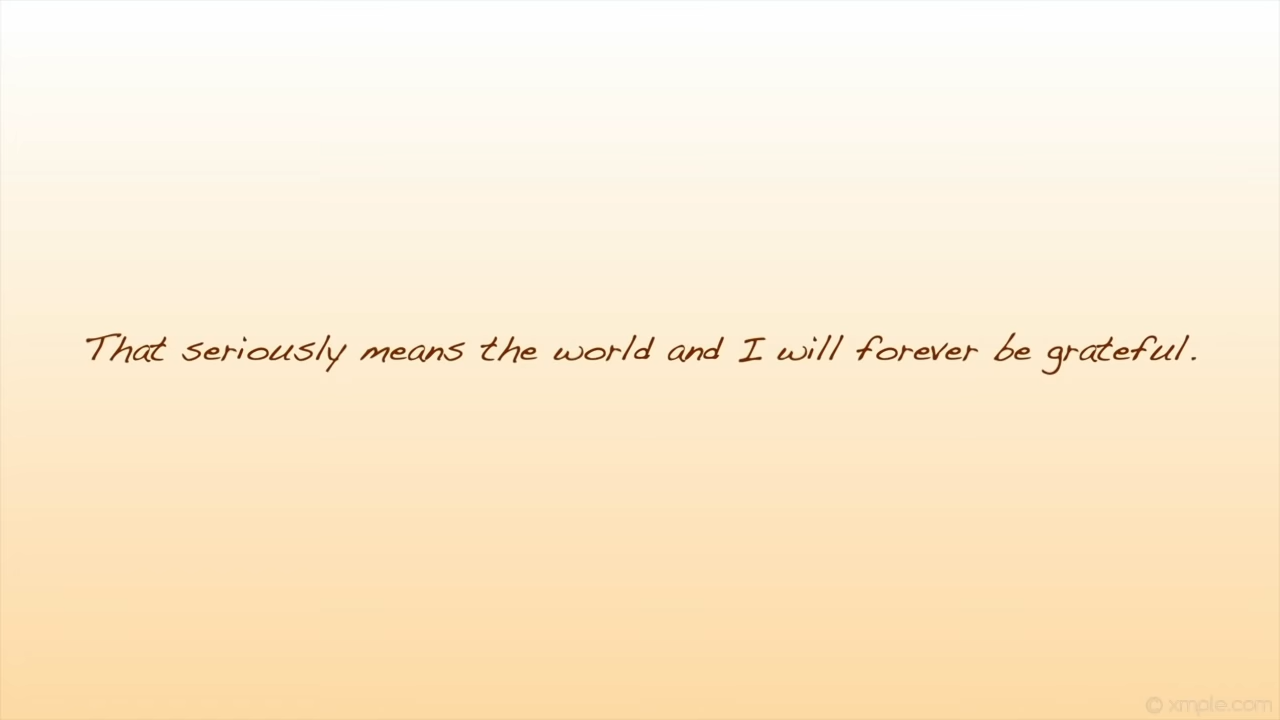 That seriously means the world and I will forever be grateful.
© xmple.com